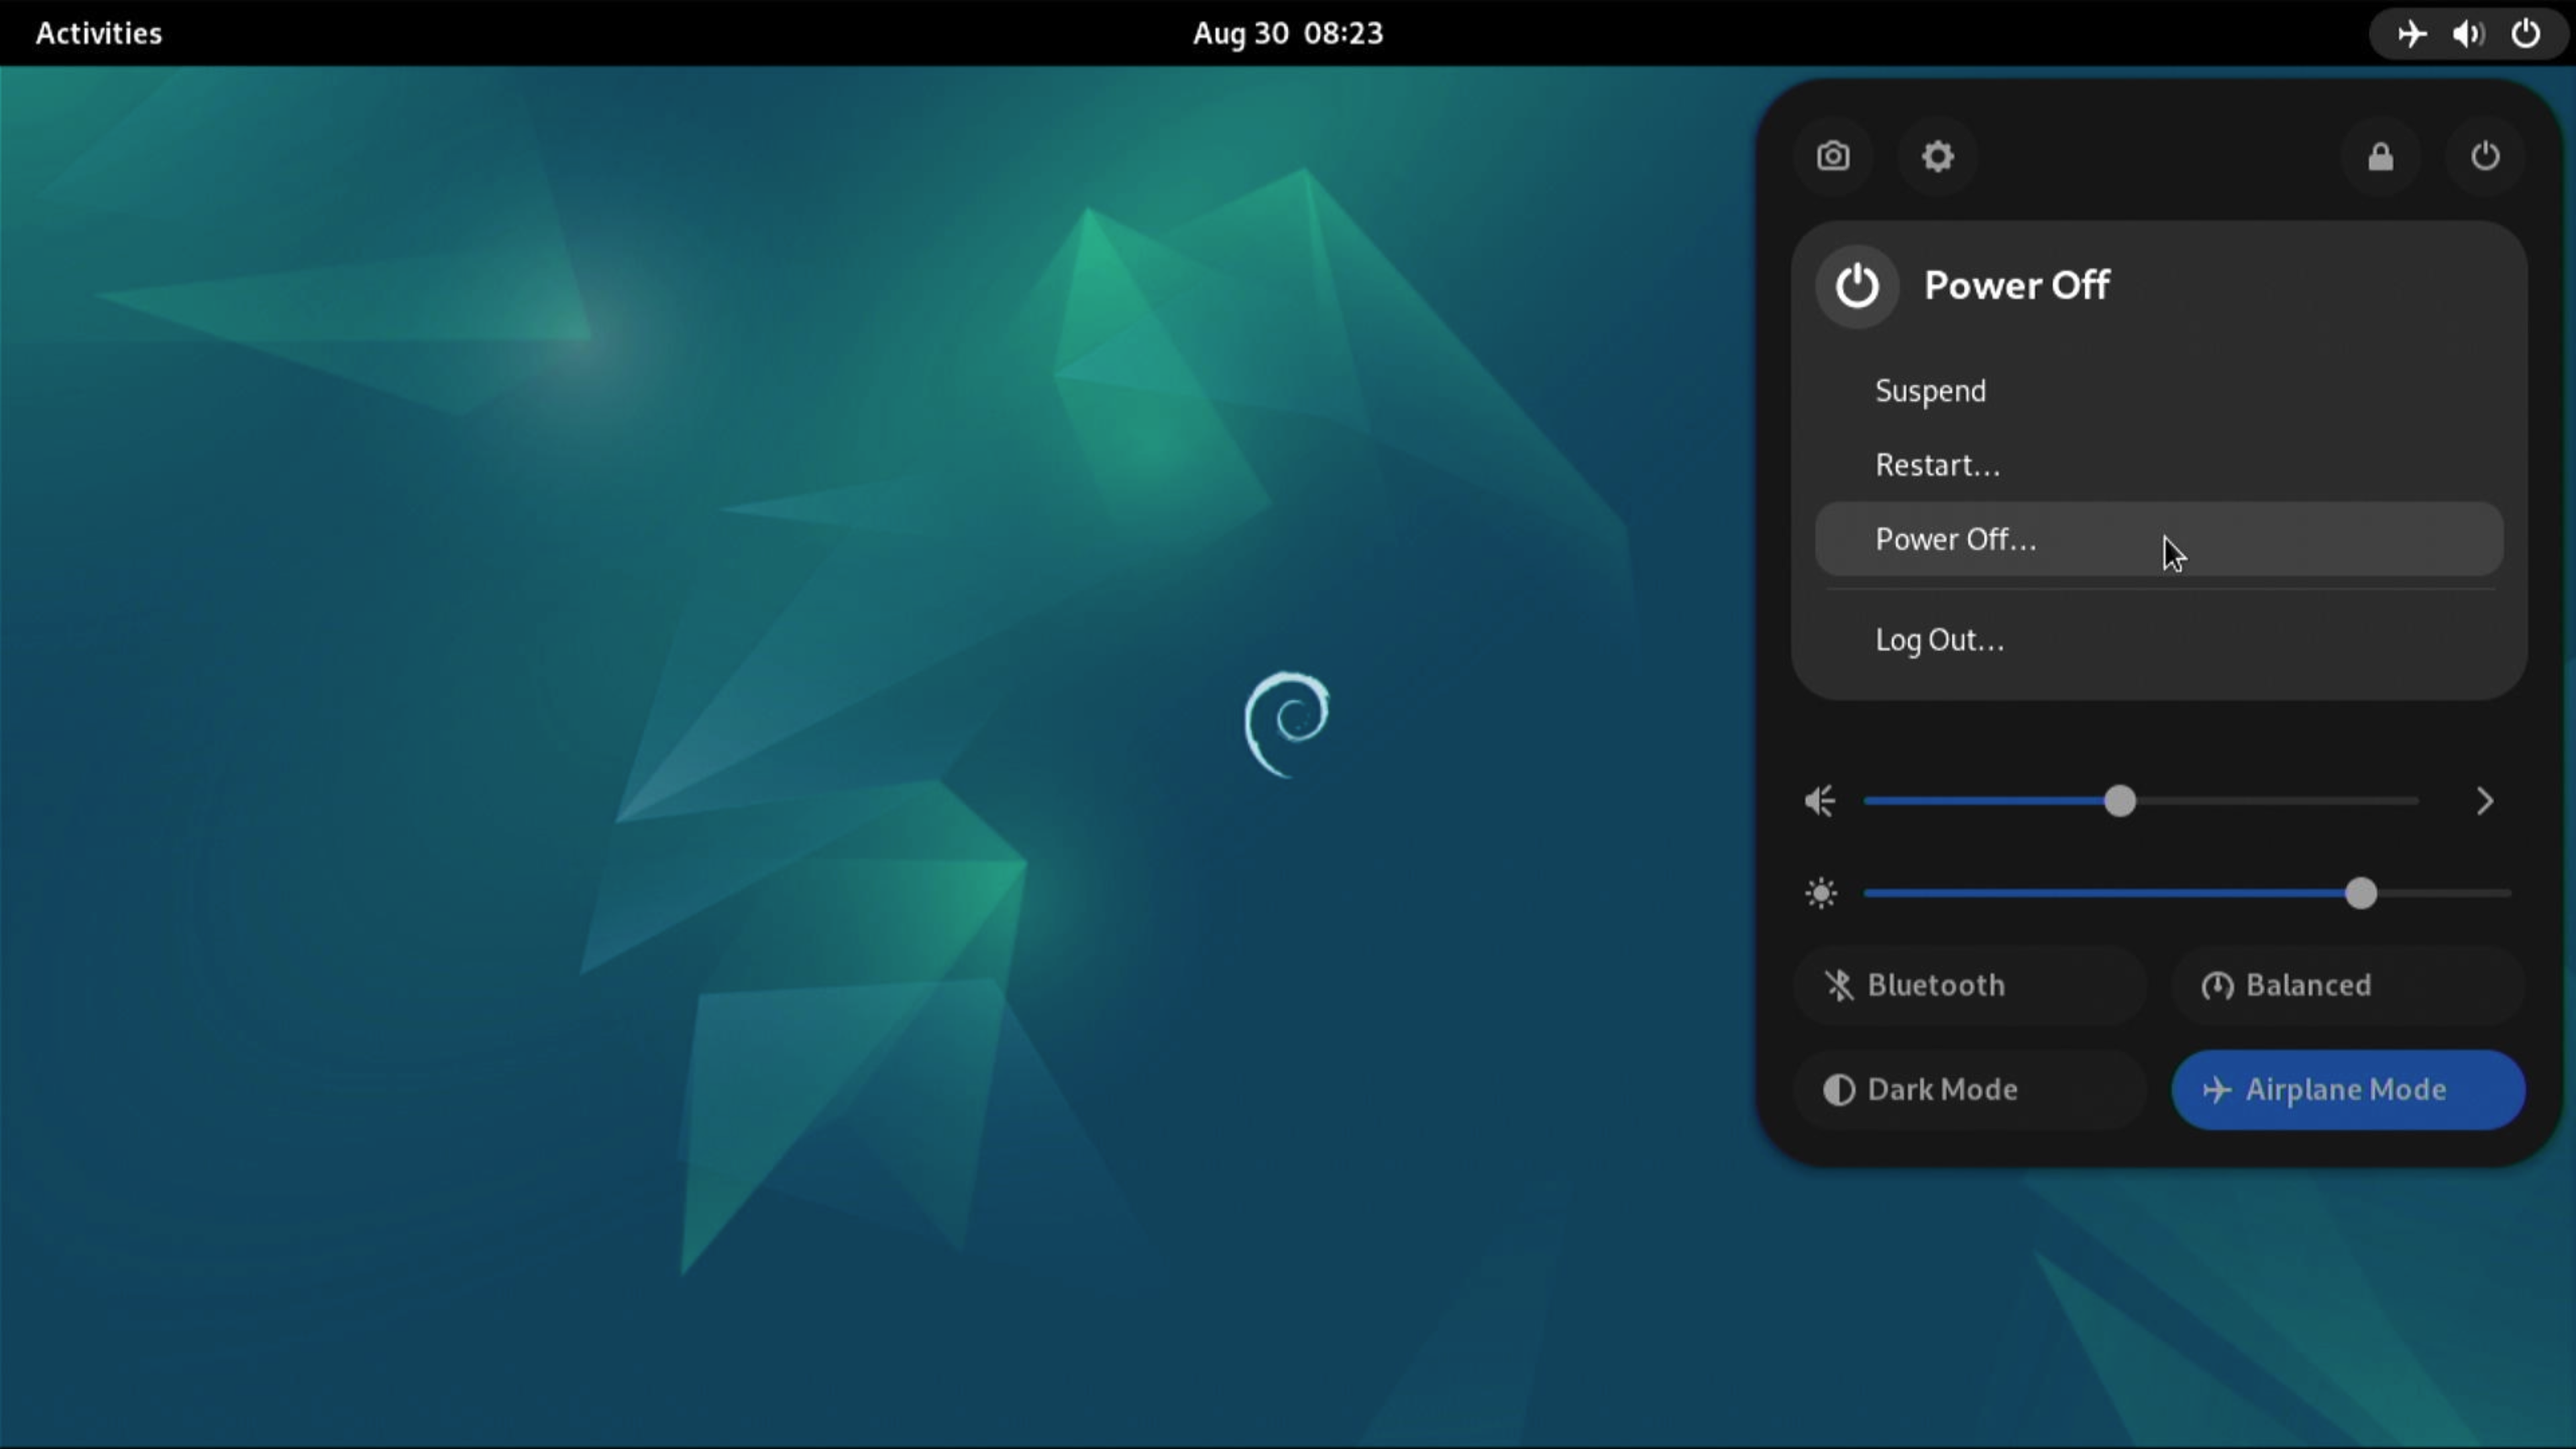 Activities
Aug 30 08:23
Power Off
Suspend
Restart…
Power Off…
Log Out…
Bluetooth
Balanced
Dark Mode
Airplane Mode